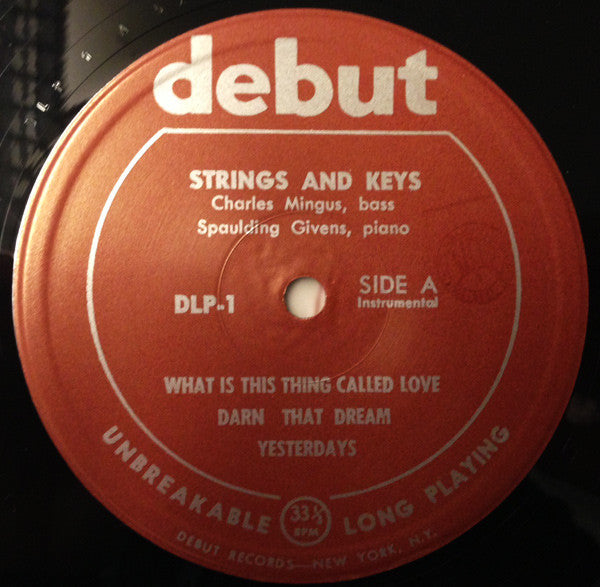 debut
STRINGS AND KEYS
Charles Mingus, bass
Spaulding Givens, piano
DLP-1
SIDE A
Instrumental
WHAT IS THIS THING CALLED LOVE
DARN THAT DREAM
YESTERDAYS
UNBREAKABLE
33⅓
RPM
LONG PLAYING
DEBUT RECORDS—NEW YORK, N.Y.